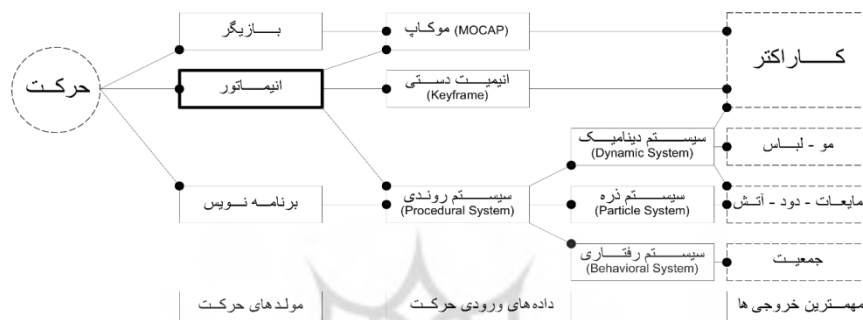 حرکت
بازیگر
موکاپ (MOCAP)
کاراکتر
انیماتور
انیمیت دستی
(Keyframe)
سیستم دینامیک
(Dynamic System)
مو - لباس
برنامه نویس
سیستم روندی
(Procedural System)
سیستم ذره
(Particle System)
مایعات - دود - آتش
سیستم رفتاری
(Behavioral System)
جمعیت
مولدهای حرکت
داده‌های ورودی حرکت
مهمترین خروجی ها